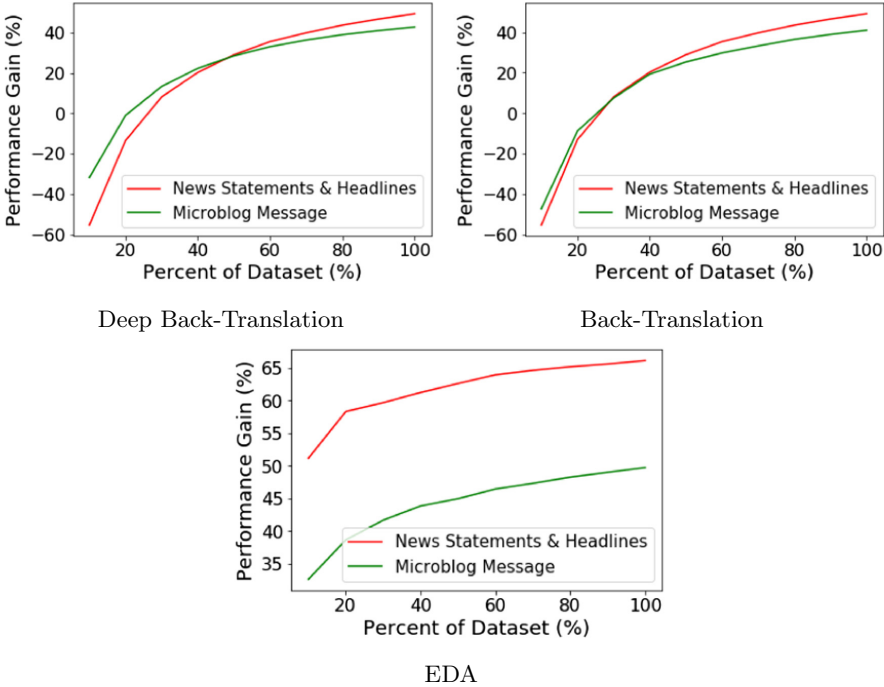 Performance Gain (%)
40
20
0
−20
−40
−60
News Statements & Headlines
Microblog Message
20 40 60 80 100
Percent of Dataset (%)
Deep Back-Translation
Performance Gain (%)
40
20
0
−20
−40
−60
News Statements & Headlines
Microblog Message
20 40 60 80 100
Percent of Dataset (%)
Back-Translation
Performance Gain (%)
65
60
55
50
45
40
35
News Statements & Headlines
Microblog Message
20 40 60 80 100
Percent of Dataset (%)
EDA